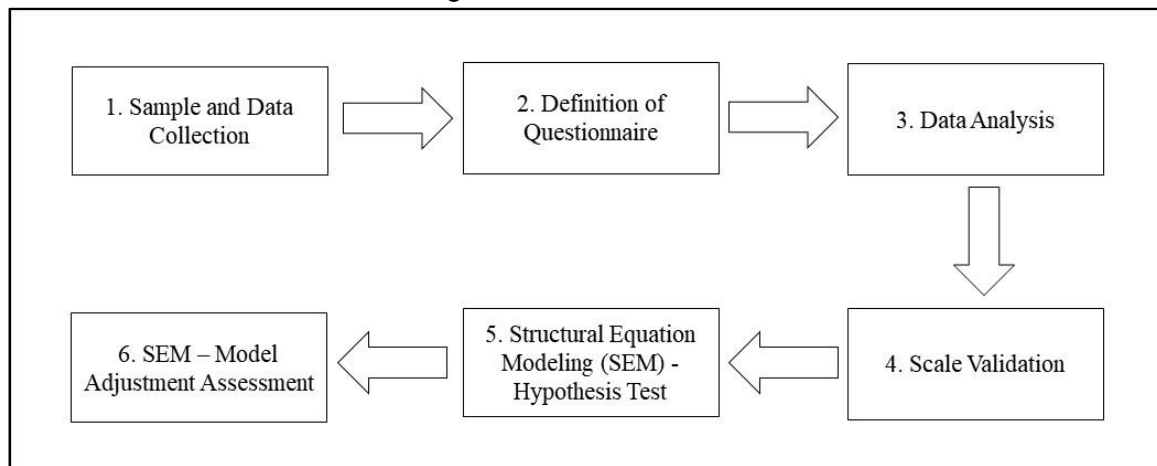 1. Sample and Data
Collection
2. Definition of
Questionnaire
3. Data Analysis
4. Scale Validation
5. Structural Equation
Modeling (SEM) -
Hypothesis Test
6. SEM – Model
Adjustment Assessment